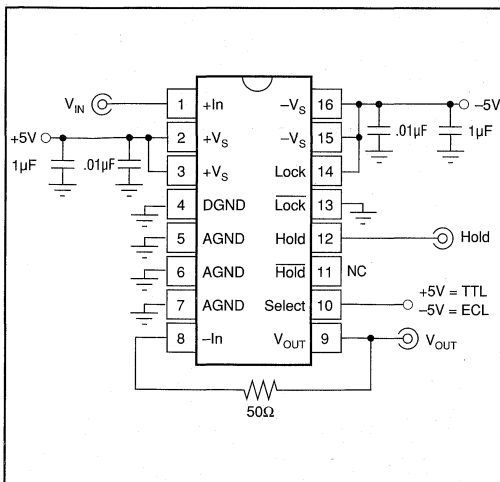 V_IN
+5V
1µF
.01µF
1 +In
2 +V_S
3 +V_S
4 DGND
5 AGND
6 AGND
7 AGND
8 –In
–V_S 16
–V_S 15
Lock 14
L̅o̅c̅k̅ 13
Hold 12
H̅o̅l̅d̅ 11
Select 10
V_OUT 9
–5V
.01µF
1µF
Hold
NC
+5V = TTL
–5V = ECL
V_OUT
50Ω